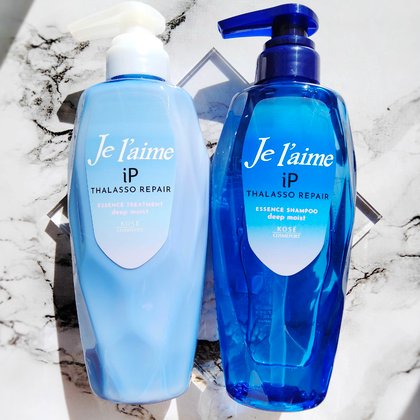 Je l'aime
iP
THALASSO REPAIR
ESSENCE TREATMENT
deep moist
KOSÉ
COSMEPORT
Je l'aime
iP
THALASSO REPAIR
ESSENCE SHAMPOO
deep moist
KOSÉ
COSMEPORT